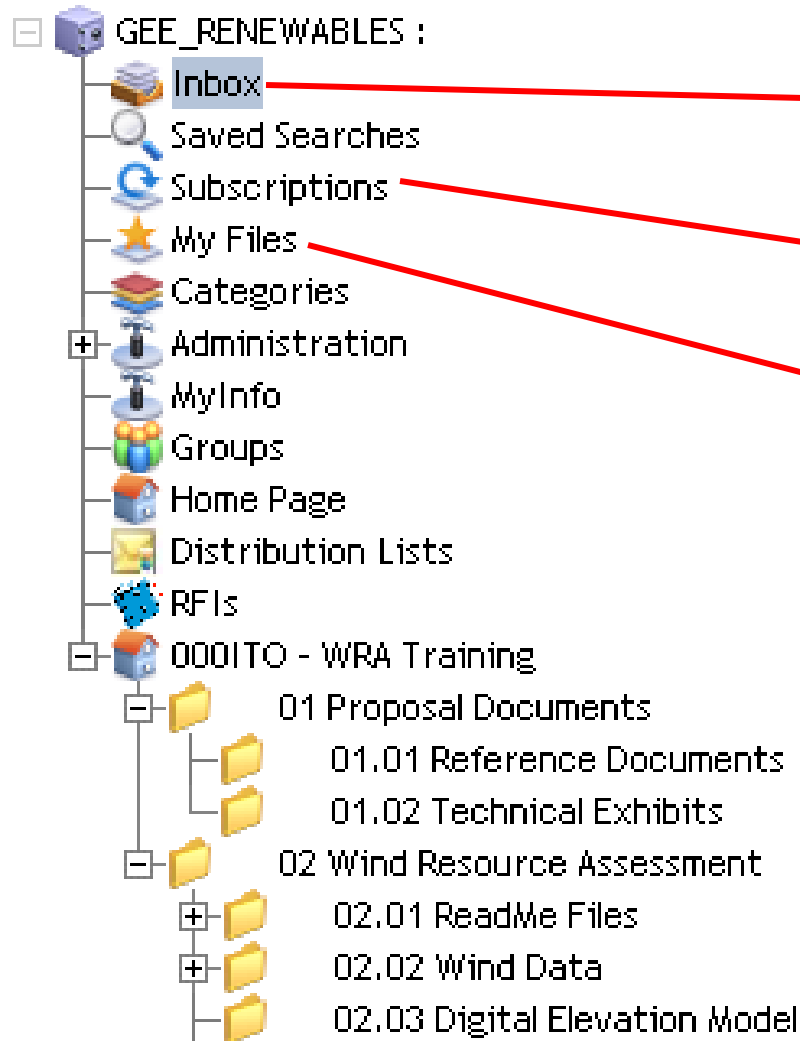 GEE_RENEWABLES :
Inbox
Saved Searches
Subscriptions
My Files
Categories
Administration
MyInfo
Groups
Home Page
Distribution Lists
RFIs
000ITO - WRA Training
01 Proposal Documents
01.01 Reference Documents
01.02 Technical Exhibits
02 Wind Resource Assessment
02.01 ReadMe Files
02.02 Wind Data
02.03 Digital Elevation Model